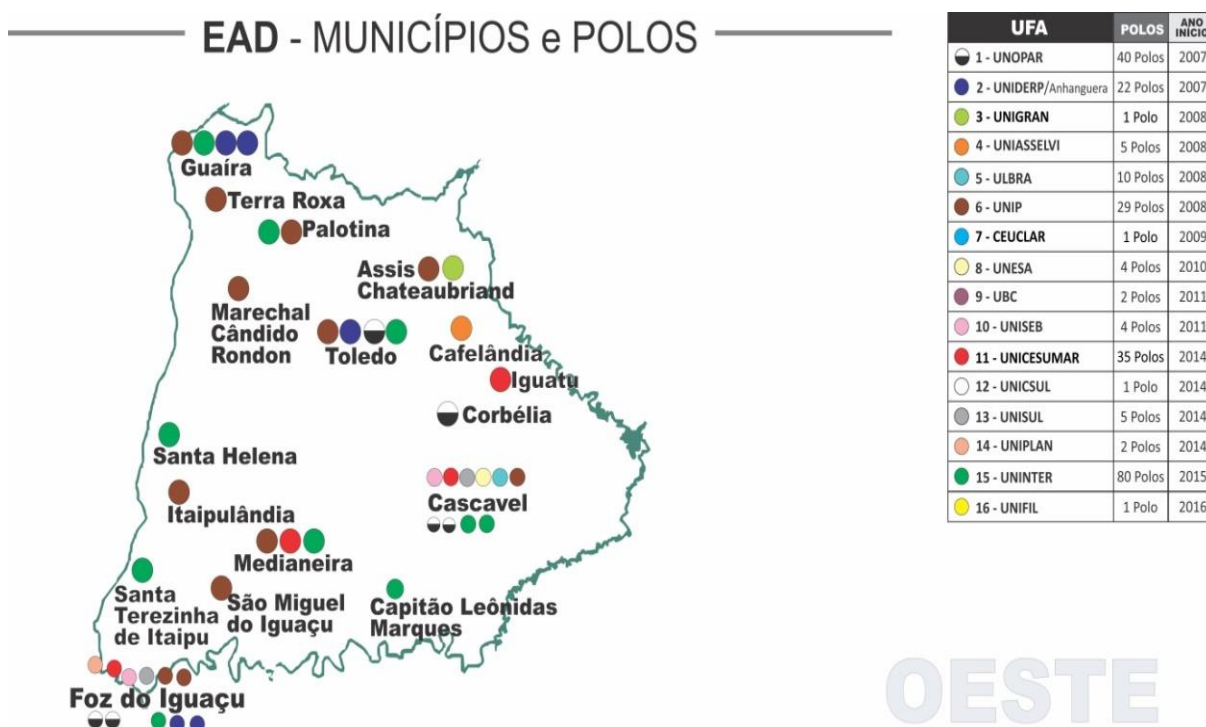 EAD - MUNICÍPIOS e POLOS
Guaíra
Terra Roxa
Palotina
Assis
Chateaubriand
Marechal
Cândido
Rondon
Toledo
Cafelândia
Iguatu
Corbélia
Santa Helena
Cascavel
Itaipulândia
Medianeira
Santa
Terezinha
de Itaipu
São Miguel
do Iguaçu
Capitão Leônidas
Marques
Foz do Iguaçu
UFA POLOS ANO INÍCIO
1 - UNOPAR 40 Polos 2007
2 - UNIDERP/Anhanguera 22 Polos 2007
3 - UNIGRAN 1 Polo 2008
4 - UNIASSELVI 5 Polos 2008
5 - ULBRA 10 Polos 2008
6 - UNIP 29 Polos 2008
7 - CEUCLAR 1 Polo 2009
8 - UNESA 4 Polos 2010
9 - UBC 2 Polos 2011
10 - UNISEB 4 Polos 2011
11 - UNICESUMAR 35 Polos 2014
12 - UNICSUL 1 Polo 2014
13 - UNISUL 5 Polos 2014
14 - UNIPLAN 2 Polos 2014
15 - UNINTER 80 Polos 2015
16 - UNIFIL 1 Polo 2016
OESTE